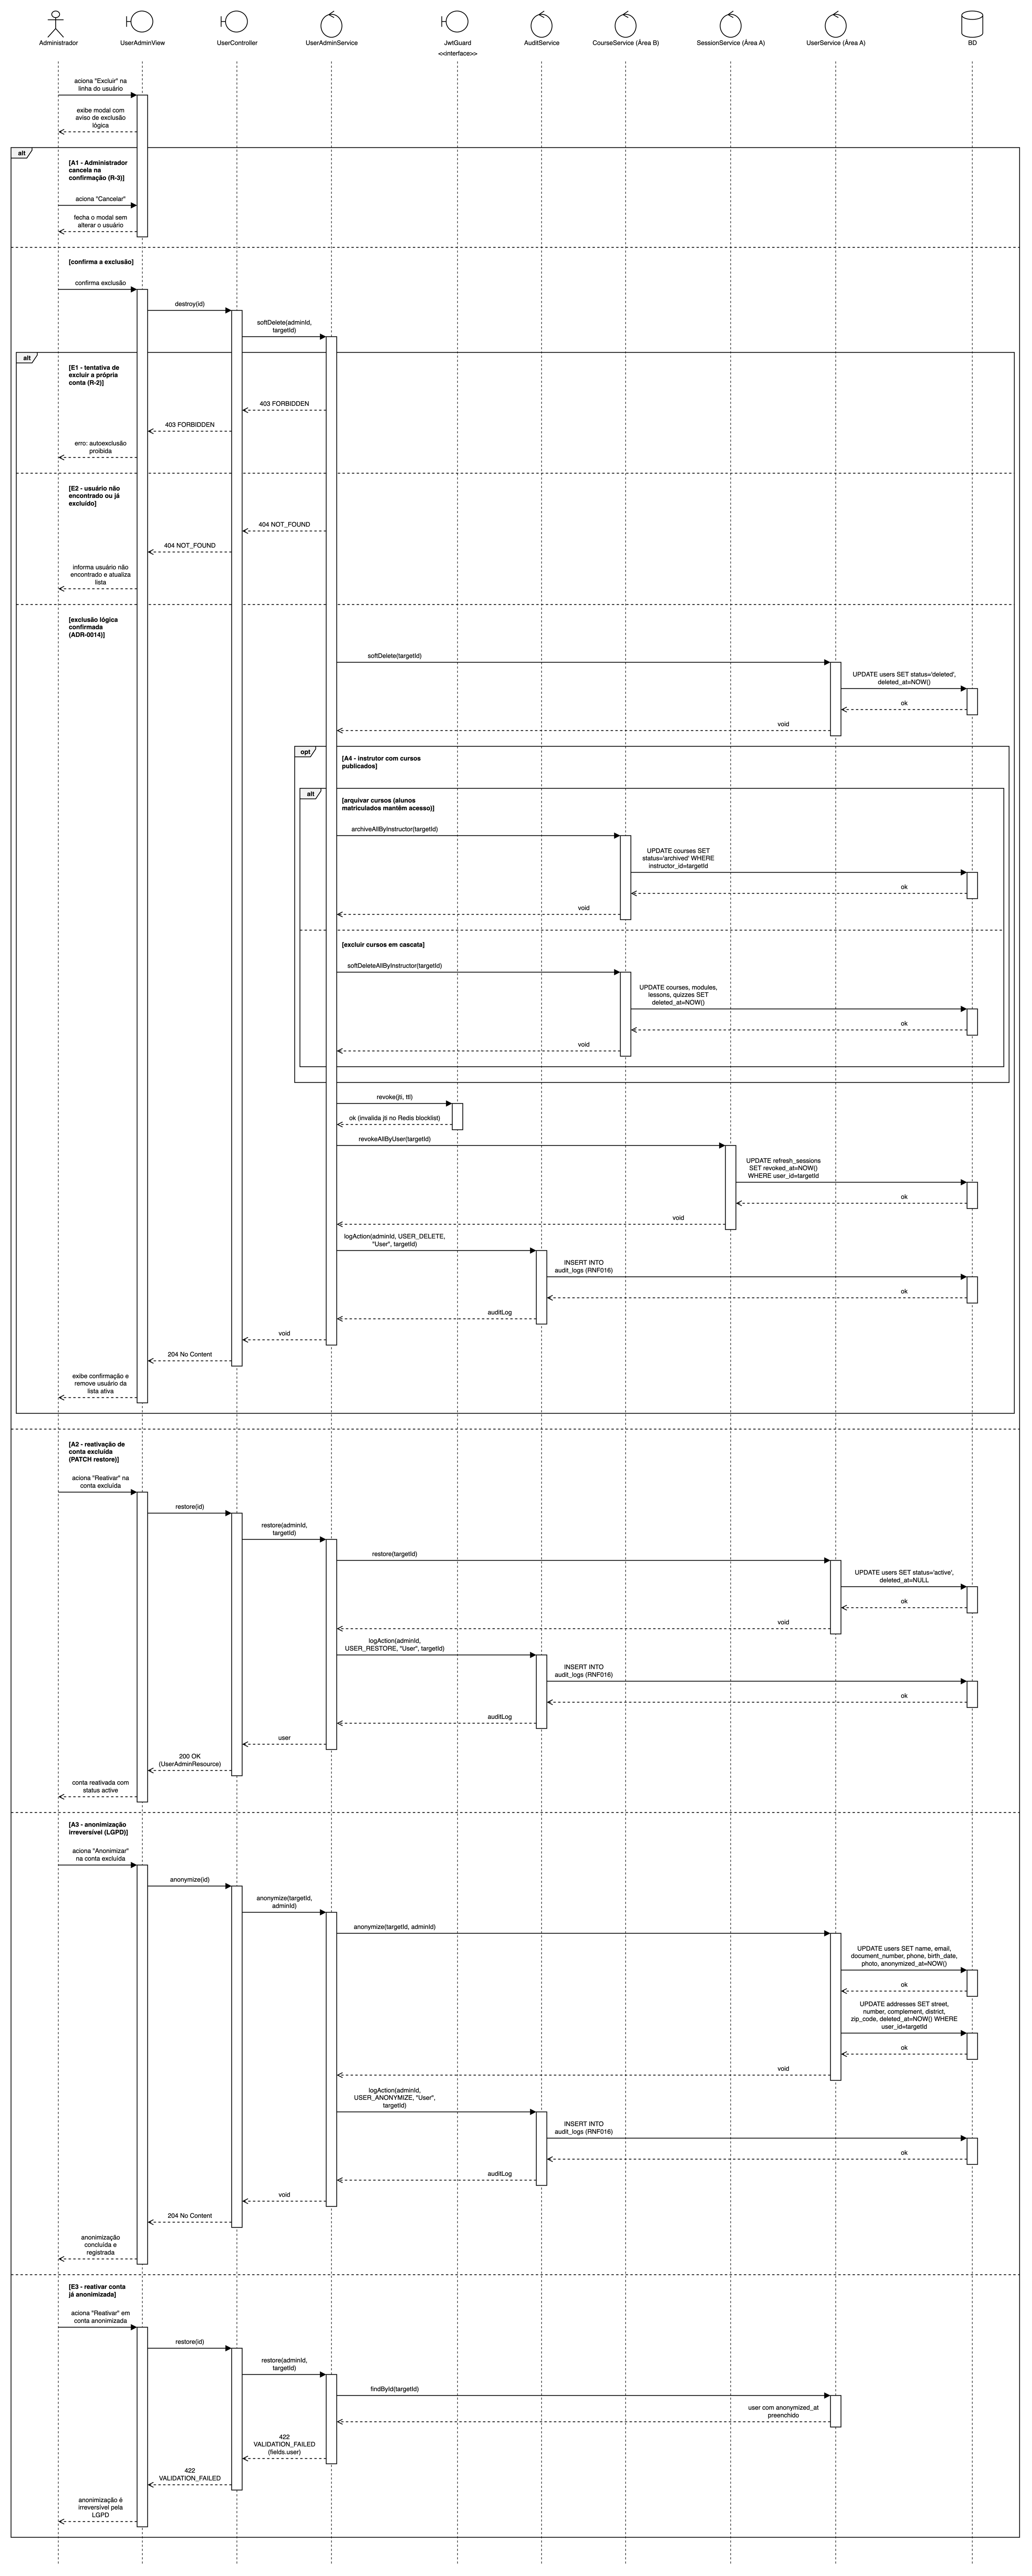 Administrador
UserAdminView
UserController
UserAdminService
JwtGuard
<<interface>>
AuditService
CourseService (Área B)
SessionService (Área A)
UserService (Área A)
BD
aciona "Excluir" na
linha do usuário
exibe modal com
aviso de exclusão
lógica
alt
[A1 - Administrador
cancela na
confirmação (R-3)]
aciona "Cancelar"
fecha o modal sem
alterar o usuário
[confirma a exclusão]
confirma exclusão
destroy(id)
softDelete(adminId,
targetId)
alt
[E1 - tentativa de
excluir a própria
conta (R-2)]
403 FORBIDDEN
403 FORBIDDEN
erro: autoexclusão
proibida
[E2 - usuário não
encontrado ou já
excluído]
404 NOT_FOUND
404 NOT_FOUND
informa usuário não
encontrado e atualiza
lista
[exclusão lógica
confirmada
(ADR-0014)]
softDelete(targetId)
UPDATE users SET status='deleted',
deleted_at=NOW()
ok
void
opt
[A4 - instrutor com cursos
publicados]
alt
[arquivar cursos (alunos
matriculados mantêm acesso)]
archiveAllByInstructor(targetId)
UPDATE courses SET
status='archived' WHERE
instructor_id=targetId
ok
void
[excluir cursos em cascata]
softDeleteAllByInstructor(targetId)
UPDATE courses, modules,
lessons, quizzes SET
deleted_at=NOW()
ok
void
revoke(jti, ttl)
ok (invalida jti no Redis blocklist)
revokeAllByUser(targetId)
UPDATE refresh_sessions
SET revoked_at=NOW()
WHERE user_id=targetId
ok
void
logAction(adminId, USER_DELETE,
"User", targetId)
INSERT INTO
audit_logs (RNF016)
ok
auditLog
void
204 No Content
exibe confirmação e
remove usuário da
lista ativa
[A2 - reativação de
conta excluída
(PATCH restore)]
aciona "Reativar" na
conta excluída
restore(id)
restore(adminId,
targetId)
restore(targetId)
UPDATE users SET status='active',
deleted_at=NULL
ok
void
logAction(adminId,
USER_RESTORE, "User", targetId)
INSERT INTO
audit_logs (RNF016)
ok
auditLog
user
200 OK
(UserAdminResource)
conta reativada com
status active
[A3 - anonimização
irreversível (LGPD)]
aciona "Anonimizar"
na conta excluída
anonymize(id)
anonymize(targetId,
adminId)
anonymize(targetId, adminId)
UPDATE users SET name, email,
document_number, phone, birth_date,
photo, anonymized_at=NOW()
ok
UPDATE addresses SET street,
number, complement, district,
zip_code, deleted_at=NOW() WHERE
user_id=targetId
ok
void
logAction(adminId,
USER_ANONYMIZE, "User",
targetId)
INSERT INTO
audit_logs (RNF016)
ok
auditLog
void
204 No Content
anonimização
concluída e
registrada
[E3 - reativar conta
já anonimizada]
aciona "Reativar" em
conta anonimizada
restore(id)
restore(adminId,
targetId)
findById(targetId)
user com anonymized_at
preenchido
422
VALIDATION_FAILED
(fields.user)
422
VALIDATION_FAILED
anonimização é
irreversível pela
LGPD